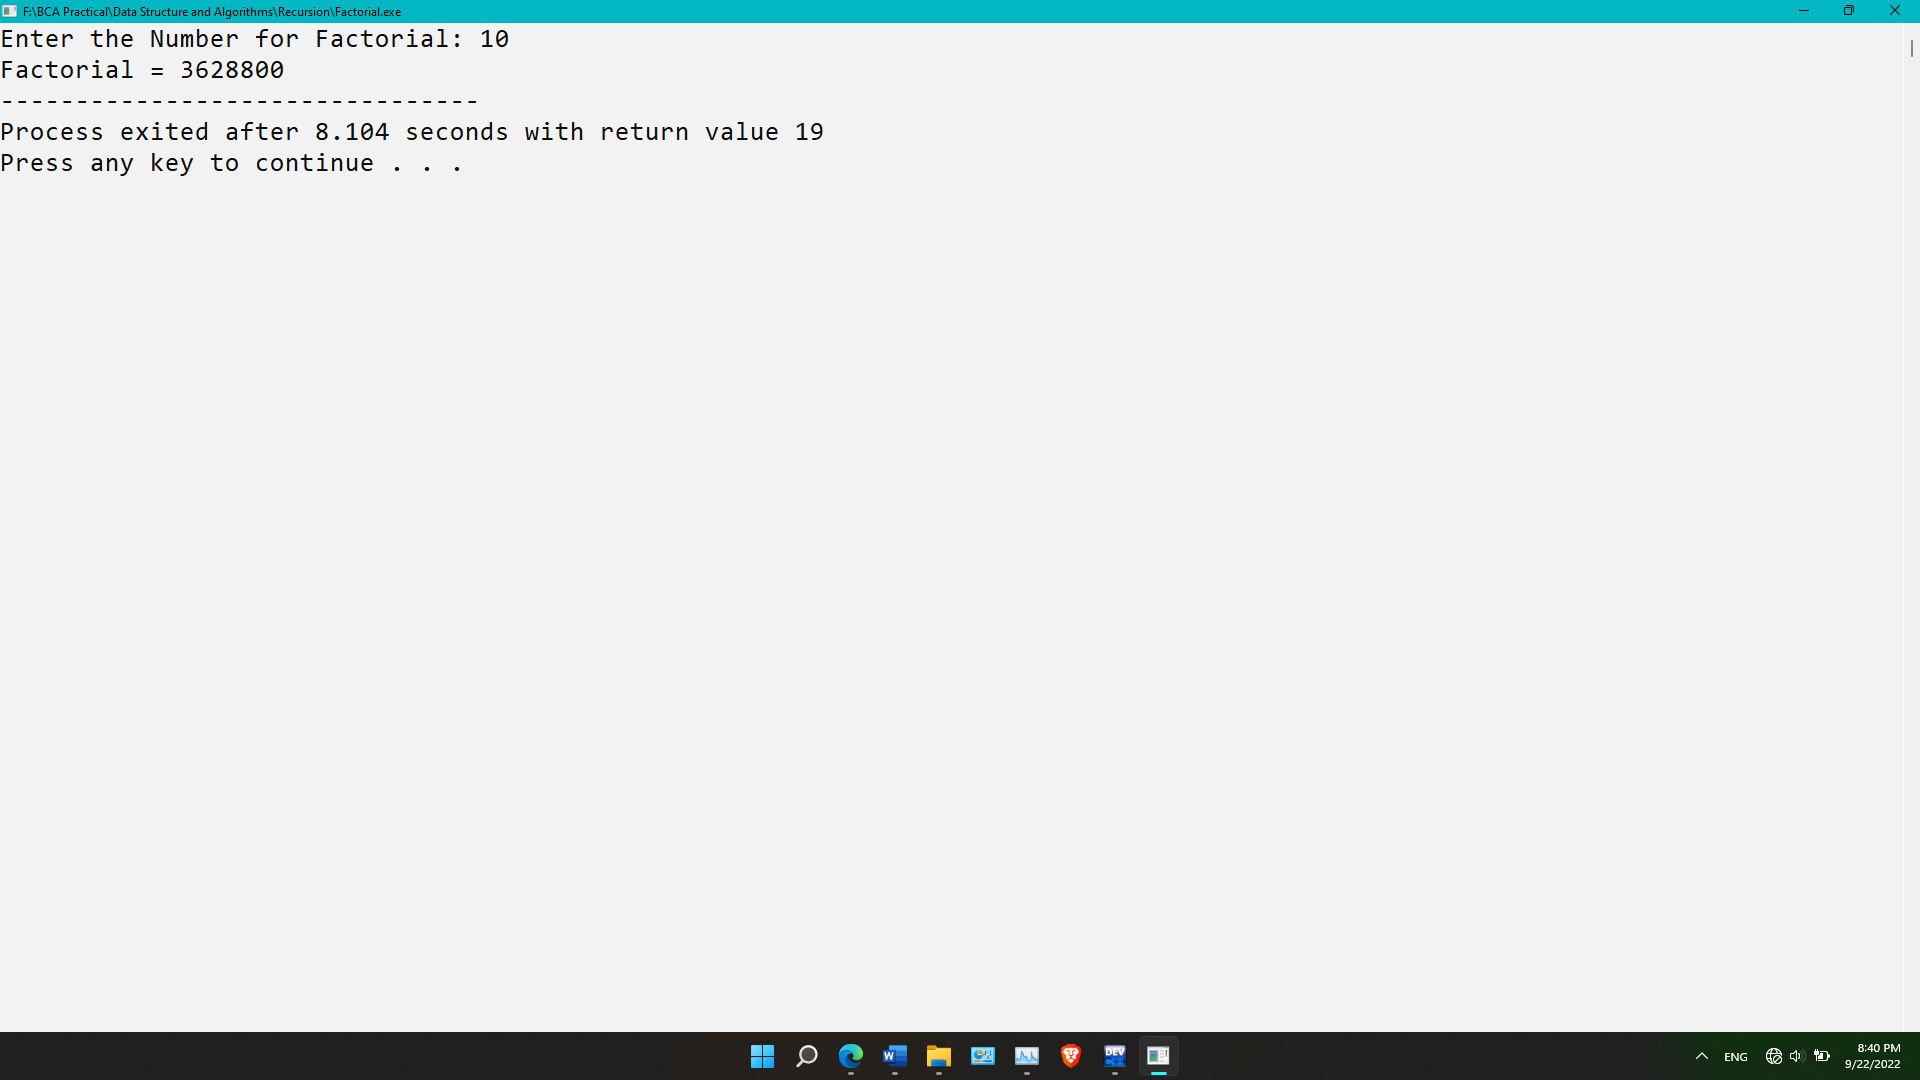 F:\BCA Practical\Data Structure and Algorithms\Recursion\Factorial.exe
Enter the Number for Factorial: 10
Factorial = 3628800
--------------------------------
Process exited after 8.104 seconds with return value 19
Press any key to continue . . .
W
DEV
ENG
8:40 PM
9/22/2022